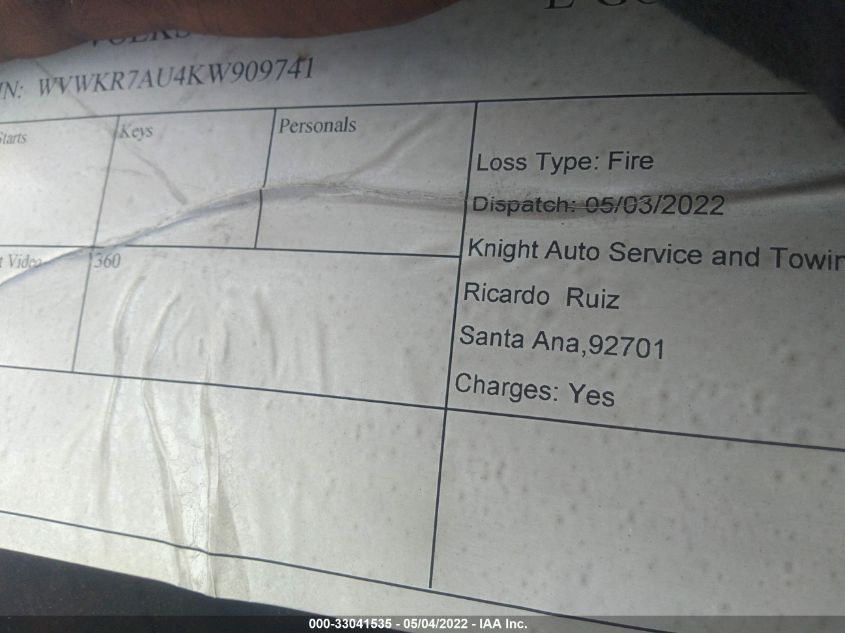 VIN: WVWKR7AU4KW909741
Starts
Keys
Personals
Loss Type: Fire
Dispatch: 05/03/2022
Knight Auto Service and Towin
Ricardo Ruiz
Santa Ana,92701
Charges: Yes
Video
360
000-33041535 - 05/04/2022 - IAA Inc.